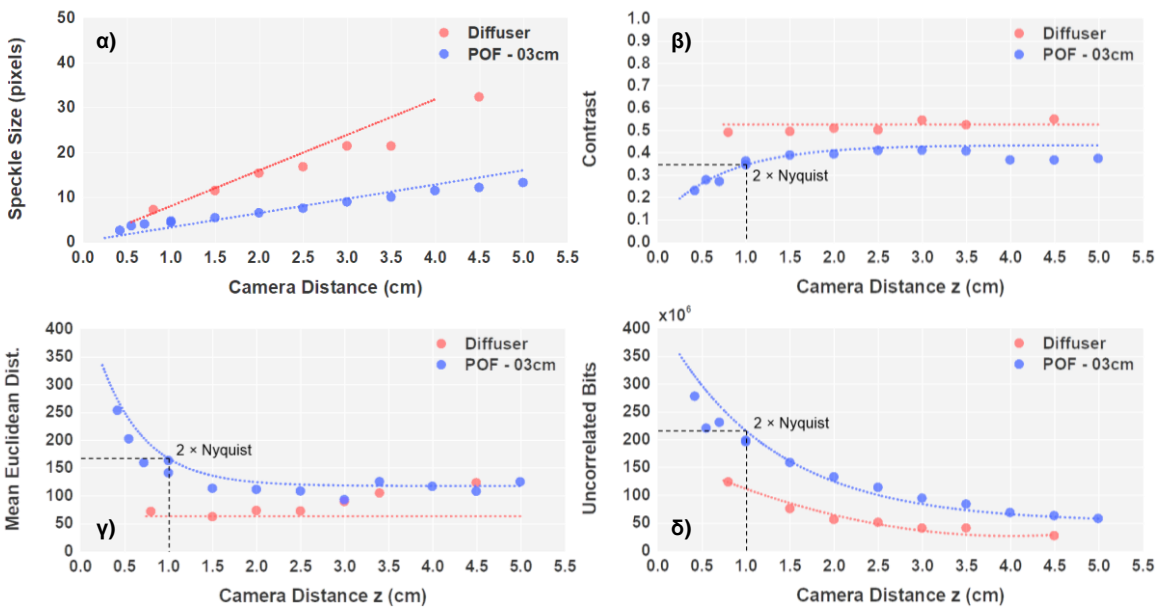 α)
Speckle Size (pixels)
50
40
30
20
10
0
0.0 0.5 1.0 1.5 2.0 2.5 3.0 3.5 4.0 4.5 5.0 5.5
Camera Distance (cm)
Diffuser
POF - 03cm
β)
Contrast
1.0
0.9
0.8
0.7
0.6
0.5
0.4
0.3
0.2
0.1
0.0
0.0 0.5 1.0 1.5 2.0 2.5 3.0 3.5 4.0 4.5 5.0 5.5
Camera Distance z (cm)
Diffuser
POF - 03cm
2 × Nyquist
γ)
Mean Euclidean Dist.
400
350
300
250
200
150
100
50
0
0.0 0.5 1.0 1.5 2.0 2.5 3.0 3.5 4.0 4.5 5.0 5.5
Camera Distance z (cm)
Diffuser
POF - 03cm
2 × Nyquist
δ)
Uncorrelated Bits
x10⁶
400
350
300
250
200
150
100
50
0
0.0 0.5 1.0 1.5 2.0 2.5 3.0 3.5 4.0 4.5 5.0 5.5
Camera Distance z (cm)
Diffuser
POF - 03cm
2 × Nyquist